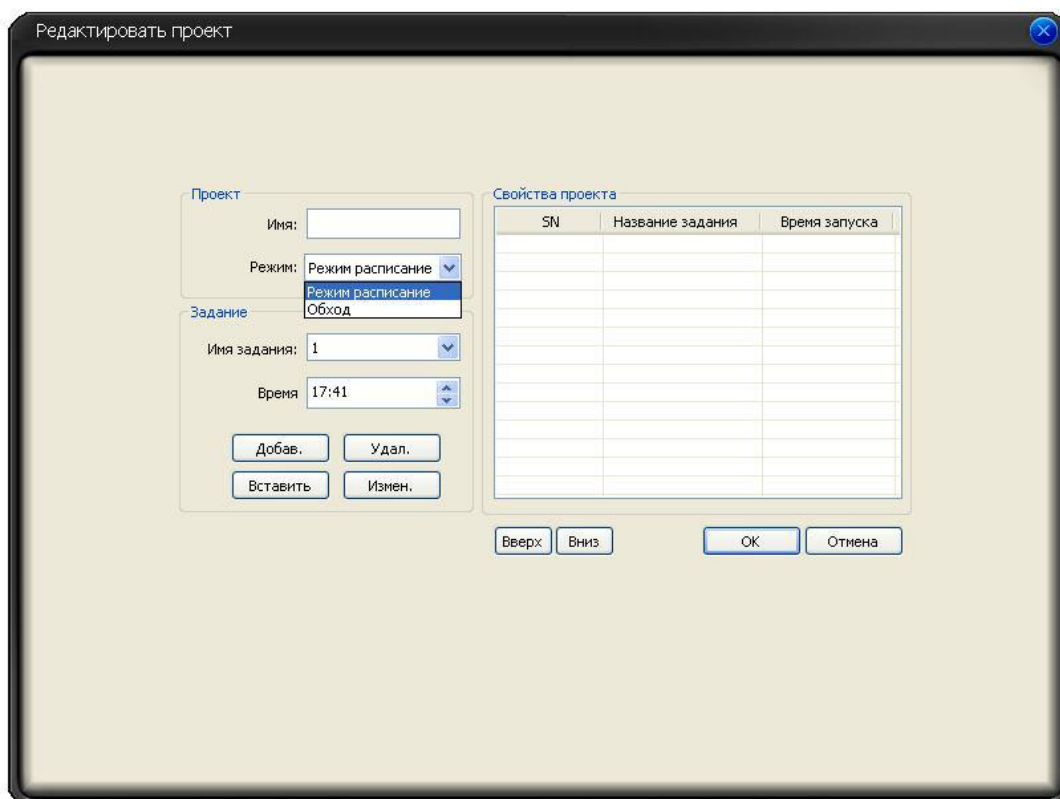 Редактировать проект
Проект
Имя:
Режим: Режим расписание
Режим расписание
Обход
Задание
Имя задания: 1
Время 17:41
Добав. Удал.
Вставить Измен.
Свойства проекта
SN Название задания Время запуска
Вверх Вниз OK Отмена